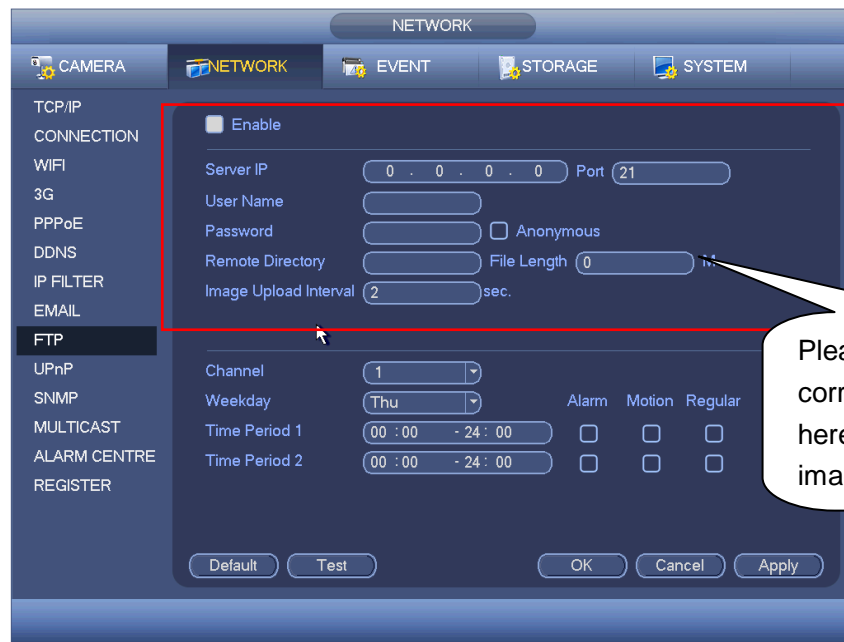 NETWORK
CAMERA NETWORK EVENT STORAGE SYSTEM
TCP/IP
CONNECTION
WIFI
3G
PPPoE
DDNS
IP FILTER
EMAIL
FTP
UPnP
SNMP
MULTICAST
ALARM CENTRE
REGISTER
Enable
Server IP 0 . 0 . 0 . 0 Port 21
User Name
Password Anonymous
Remote Directory File Length 0 M
Image Upload Interval 2 sec.
Channel 1
Weekday Thu Alarm Motion Regular
Time Period 1 00 : 00 - 24 : 00
Time Period 2 00 : 00 - 24 : 00
Default Test OK Cancel Apply
here